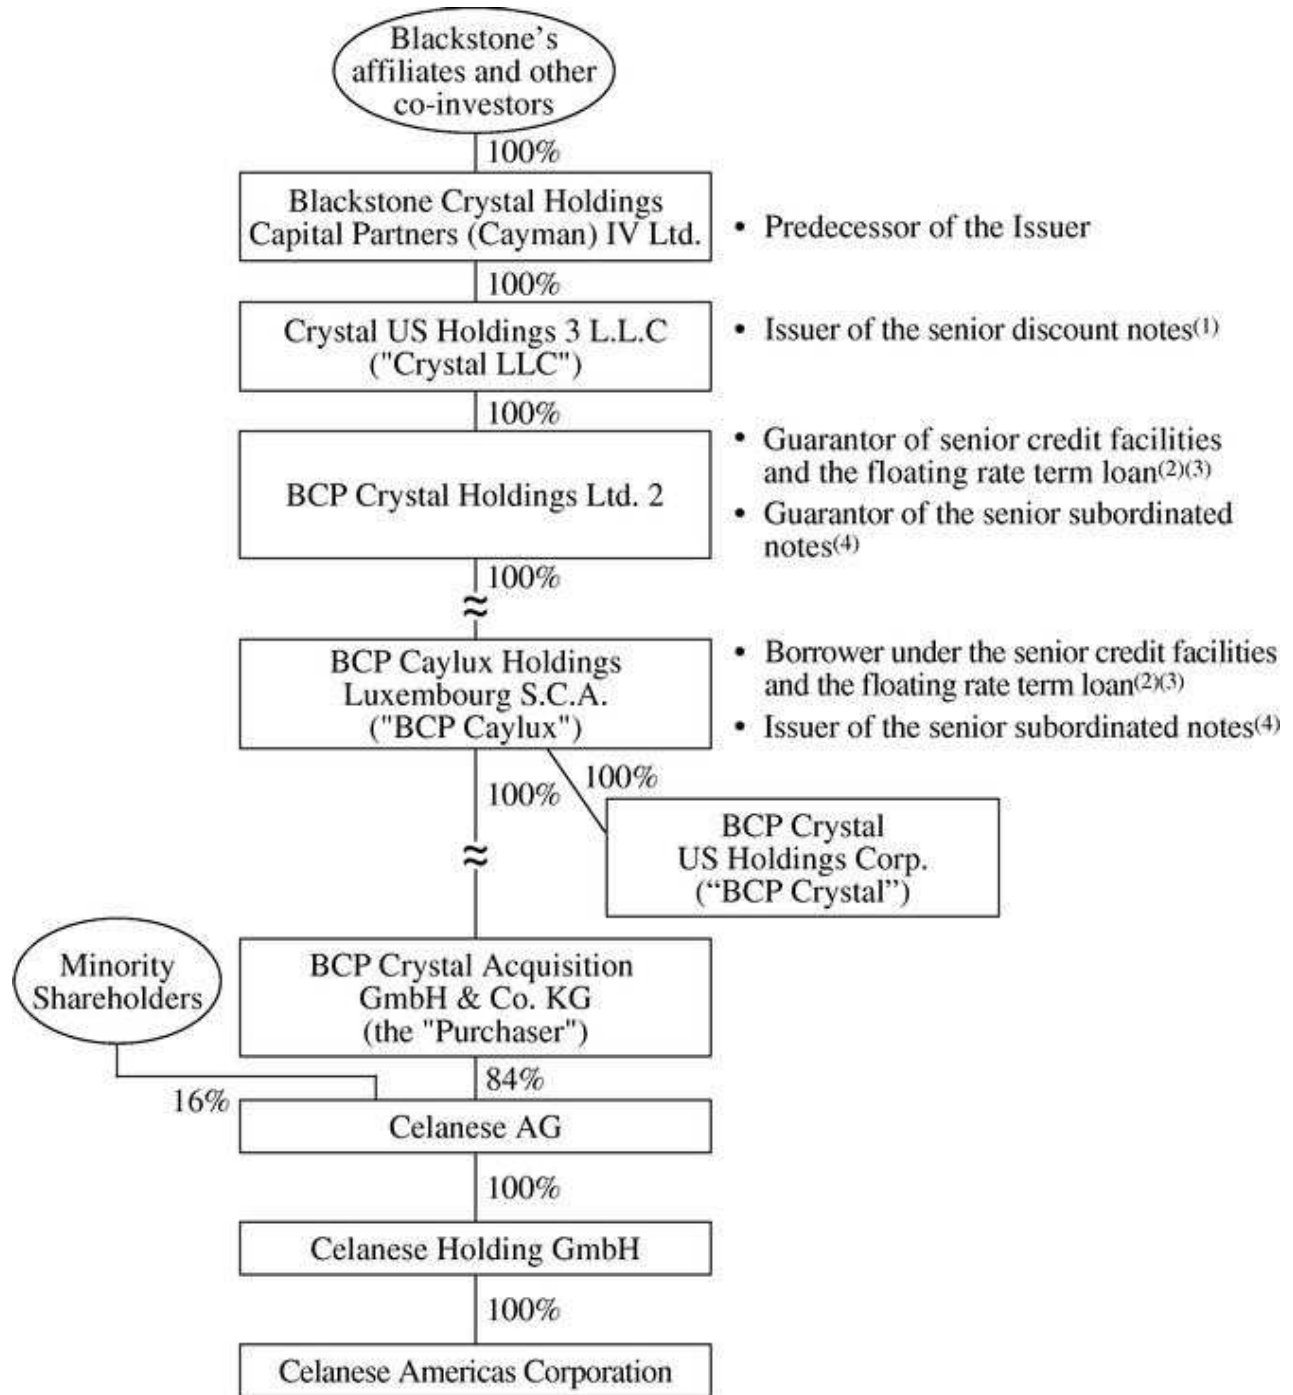 Blackstone's
affiliates and other
co-investors
100%
Blackstone Crystal Holdings
Capital Partners (Cayman) IV Ltd.
• Predecessor of the Issuer
100%
Crystal US Holdings 3 L.L.C
("Crystal LLC")
• Issuer of the senior discount notes(1)
100%
BCP Crystal Holdings Ltd. 2
• Guarantor of senior credit facilities
and the floating rate term loan(2)(3)
• Guarantor of the senior subordinated
notes(4)
100%
BCP Caylux Holdings
Luxembourg S.C.A.
("BCP Caylux")
• Borrower under the senior credit facilities
and the floating rate term loan(2)(3)
• Issuer of the senior subordinated notes(4)
100%
100%
BCP Crystal
US Holdings Corp.
(“BCP Crystal”)
Minority
Shareholders
BCP Crystal Acquisition
GmbH & Co. KG
(the "Purchaser")
16%
84%
Celanese AG
100%
Celanese Holding GmbH
100%
Celanese Americas Corporation